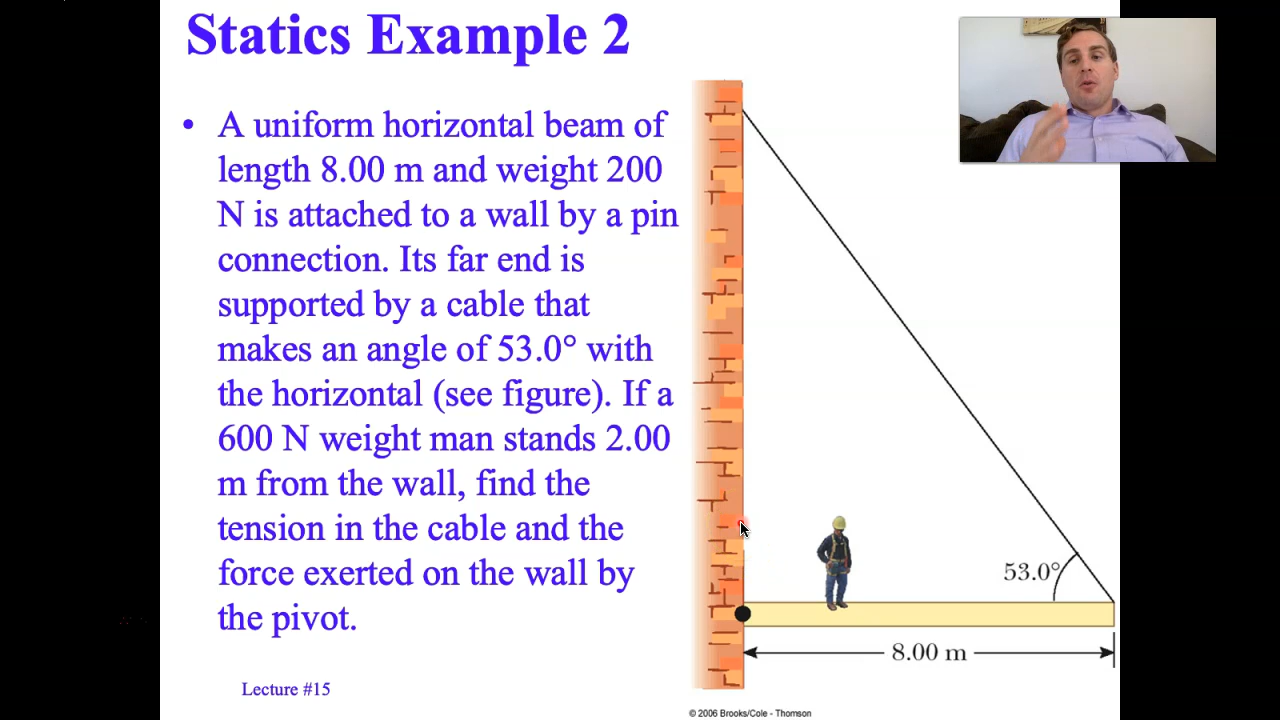 Statics Example 2
• A uniform horizontal beam of
length 8.00 m and weight 200
N is attached to a wall by a pin
connection. Its far end is
supported by a cable that
makes an angle of 53.0° with
the horizontal (see figure). If a
600 N weight man stands 2.00
m from the wall, find the
tension in the cable and the
force exerted on the wall by
the pivot.
53.0°
8.00 m
Lecture #15
© 2006 Brooks/Cole - Thomson